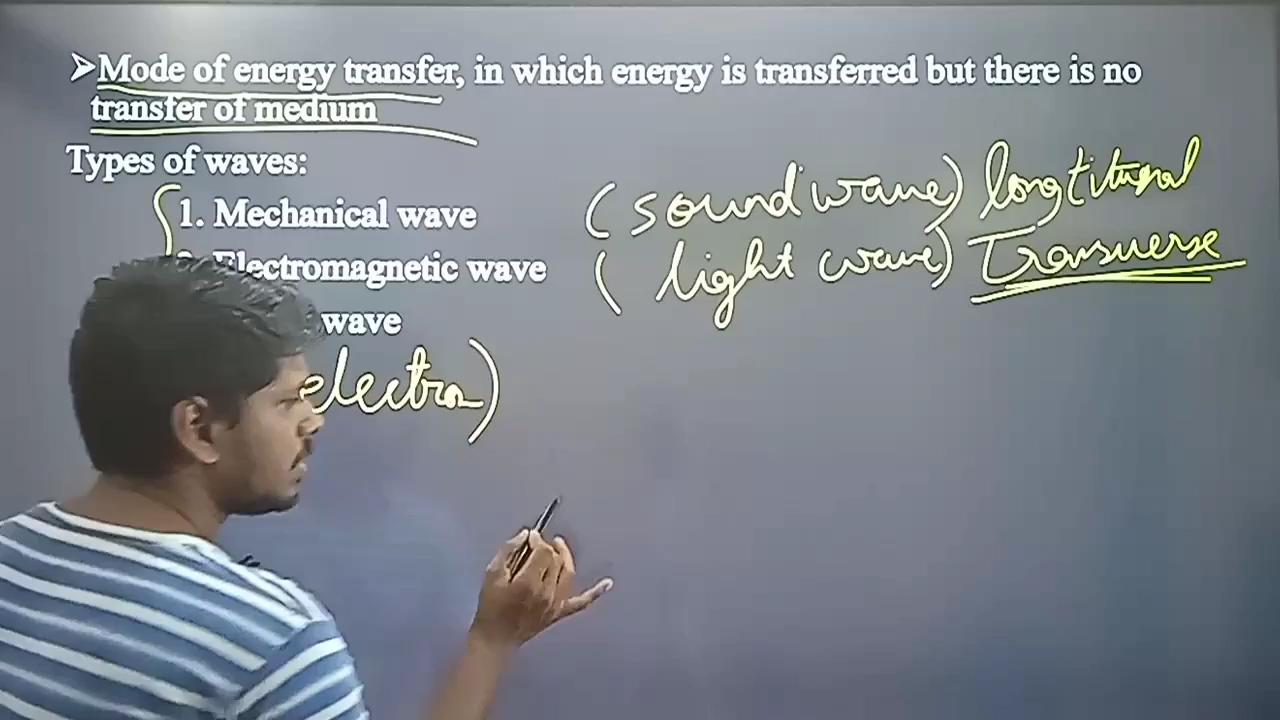 ➢Mode of energy transfer, in which energy is transferred but there is no
transfer of medium
Types of waves:
1. Mechanical wave (sound wave) longtitunal
Electromagnetic wave (light wave) Transverse
wave
electron)